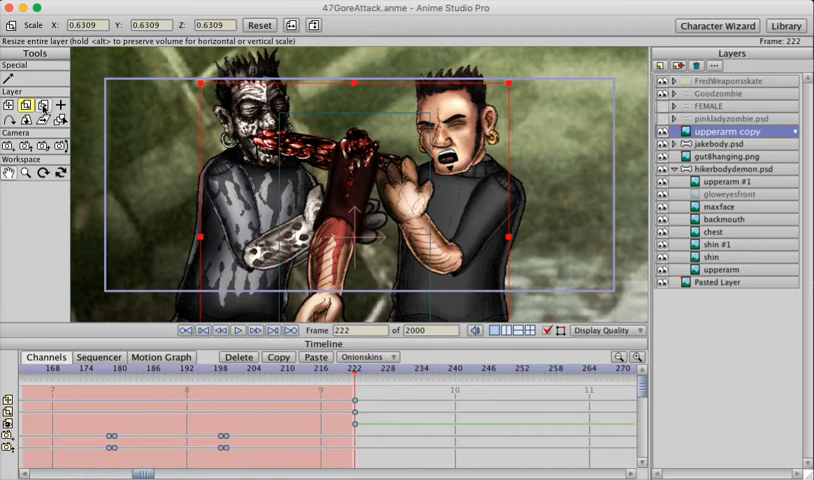 47GoreAttack.anme - Anime Studio Pro
Scale X: 0.6309 Y: 0.6309 Z: 0.6309 Reset Character Wizard Library
Resize entire layer (hold <alt> to preserve volume for horizontal or vertical scale) Frame: 222
Tools
Special
Layer
Camera
Workspace
Layers
FredWeaponsskate
Goodzombie
FEMALE
pinkladyzombie.psd
upperarm copy
jakebody.psd
gut8hanging.png
hikerbodydemon.psd
upperarm #1
gloweyesfront
maxface
backmouth
chest
shin #1
shin
upperarm
Pasted Layer
Frame 222 of 2000 Display Quality
Timeline
Channels Sequencer Motion Graph Delete Copy Paste Onionskins
168 174 180 186 192 198 204 210 216 222 228 234 240 246 252 258 264 270
7 8 9 10 11